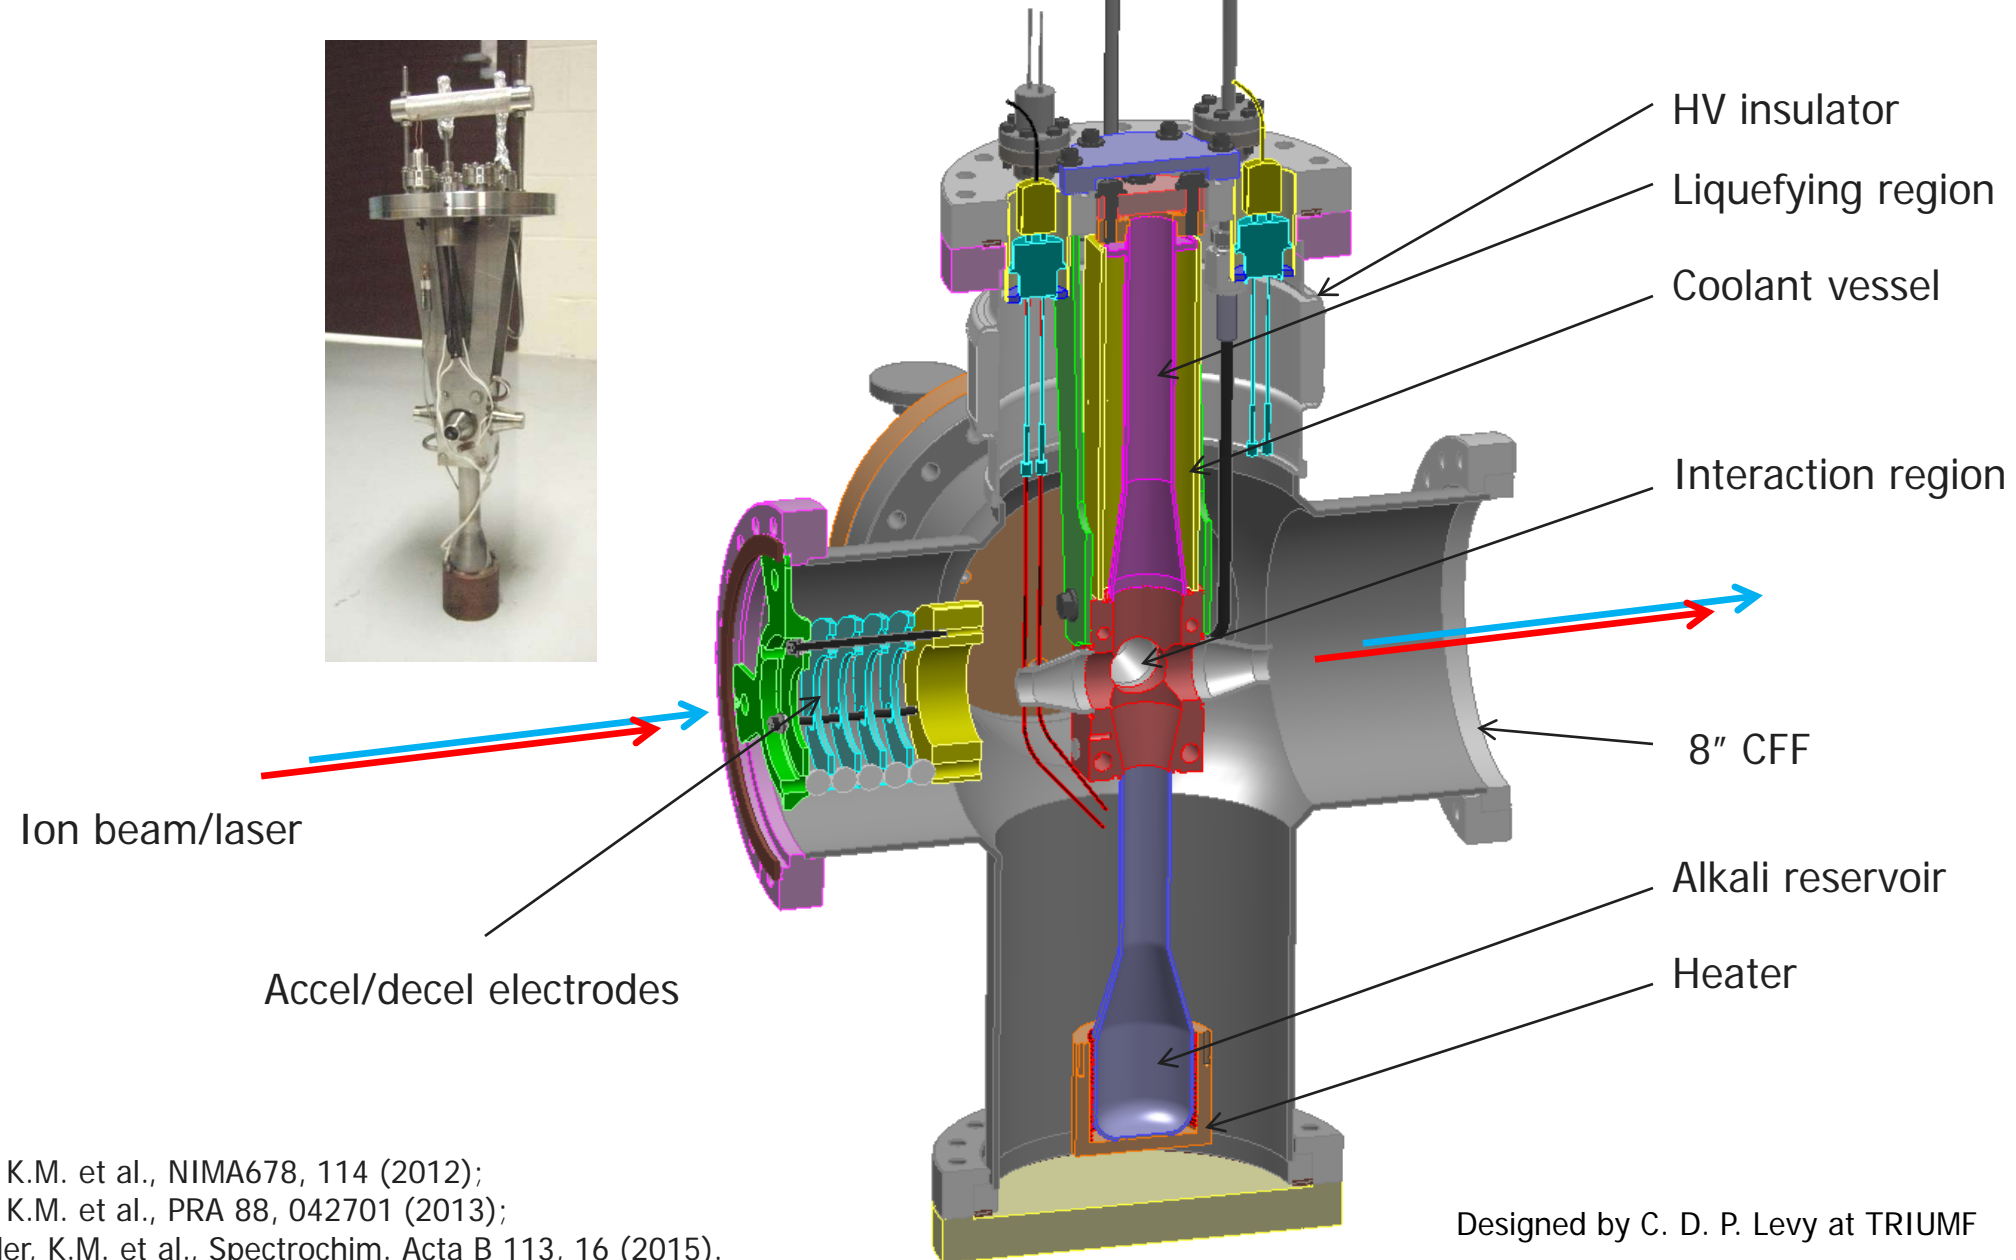 HV insulator
Liquefying region
Coolant vessel
Interaction region
8” CFF
Ion beam/laser
Alkali reservoir
Accel/decel electrodes
Heater
K.M. et al., NIMA678, 114 (2012);
K.M. et al., PRA 88, 042701 (2013);
K.M. et al., Spectrochim. Acta B 113, 16 (2015).
Designed by C. D. P. Levy at TRIUMF